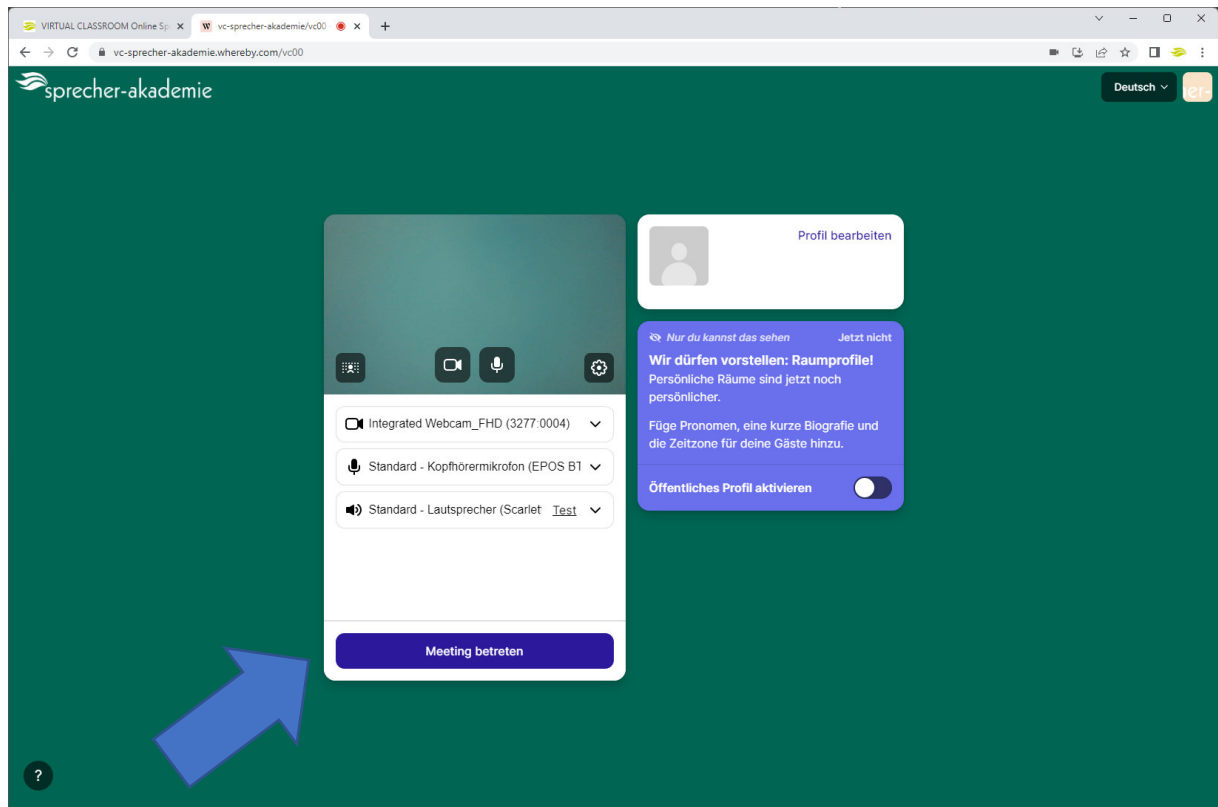 VIRTUAL CLASSROOM Online Sp
vc-sprecher-akademie/vc00
vc-sprecher-akademie.whereby.com/vc00
sprecher-akademie
Deutsch
Profil bearbeiten
Nur du kannst das sehen
Jetzt nicht
Wir dürfen vorstellen: Raumprofile!
Persönliche Räume sind jetzt noch
persönlicher.
Füge Pronomen, eine kurze Biografie und
die Zeitzone für deine Gäste hinzu.
Öffentliches Profil aktivieren
Integrated Webcam_FHD (3277:0004)
Standard - Kopfhörermikrofon (EPOS BT
Standard - Lautsprecher (Scarlet Test
Meeting betreten
?